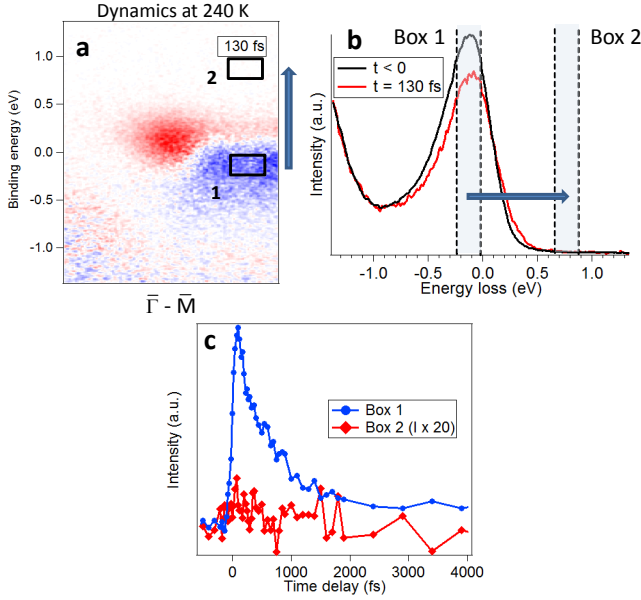 Dynamics at 240 K
a
130 fs
2
1
Binding energy (eV)
1.0
0.5
0.0
-0.5
-1.0
Γ̅ - M̅
b
Box 1
Box 2
t < 0
t = 130 fs
Intensity (a.u.)
-1.0
-0.5
0.0
0.5
1.0
Energy loss (eV)
c
Box 1
Box 2 (I x 20)
Intensity (a.u.)
0
1000
2000
3000
4000
Time delay (fs)